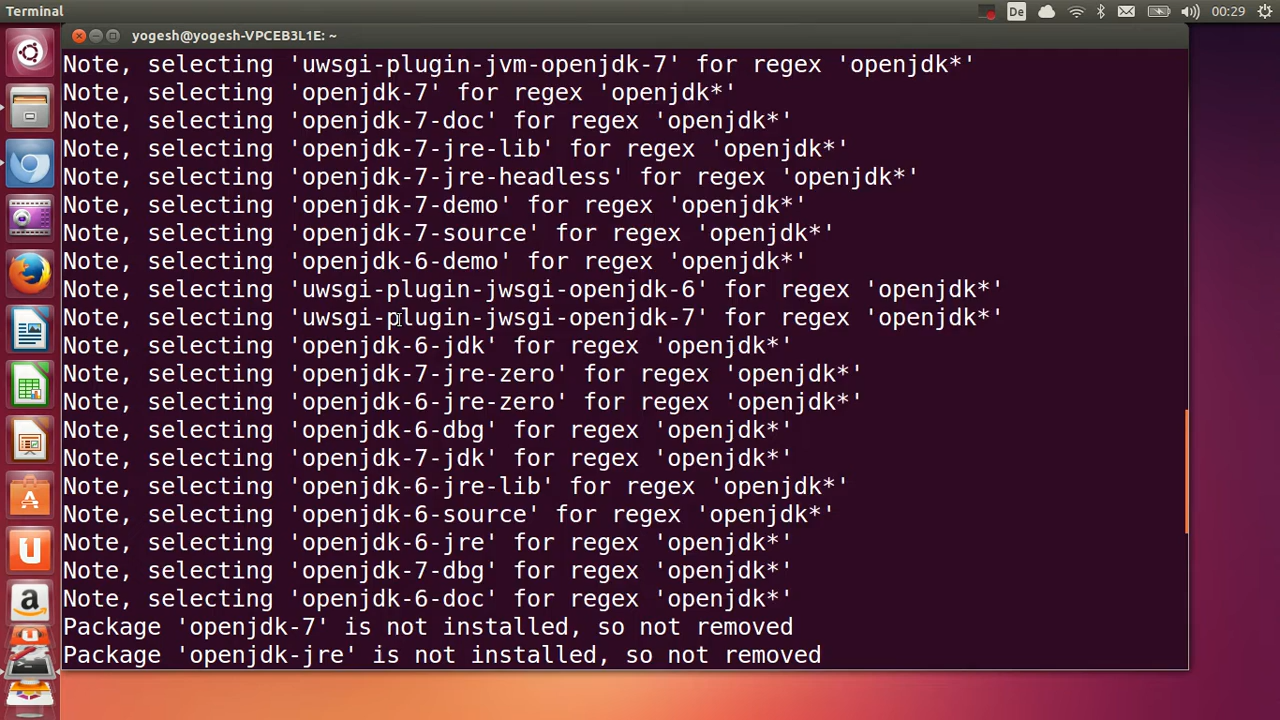 Terminal
De
00:29
yogesh@yogesh-VPCEB3L1E: ~
Note, selecting 'uwsgi-plugin-jvm-openjdk-7' for regex 'openjdk*'
Note, selecting 'openjdk-7' for regex 'openjdk*'
Note, selecting 'openjdk-7-doc' for regex 'openjdk*'
Note, selecting 'openjdk-7-jre-lib' for regex 'openjdk*'
Note, selecting 'openjdk-7-jre-headless' for regex 'openjdk*'
Note, selecting 'openjdk-7-demo' for regex 'openjdk*'
Note, selecting 'openjdk-7-source' for regex 'openjdk*'
Note, selecting 'openjdk-6-demo' for regex 'openjdk*'
Note, selecting 'uwsgi-plugin-jwsgi-openjdk-6' for regex 'openjdk*'
Note, selecting 'uwsgi-plugin-jwsgi-openjdk-7' for regex 'openjdk*'
Note, selecting 'openjdk-6-jdk' for regex 'openjdk*'
Note, selecting 'openjdk-7-jre-zero' for regex 'openjdk*'
Note, selecting 'openjdk-6-jre-zero' for regex 'openjdk*'
Note, selecting 'openjdk-6-dbg' for regex 'openjdk*'
Note, selecting 'openjdk-7-jdk' for regex 'openjdk*'
Note, selecting 'openjdk-6-jre-lib' for regex 'openjdk*'
Note, selecting 'openjdk-6-source' for regex 'openjdk*'
Note, selecting 'openjdk-6-jre' for regex 'openjdk*'
Note, selecting 'openjdk-7-dbg' for regex 'openjdk*'
Note, selecting 'openjdk-6-doc' for regex 'openjdk*'
Package 'openjdk-7' is not installed, so not removed
Package 'openjdk-jre' is not installed, so not removed